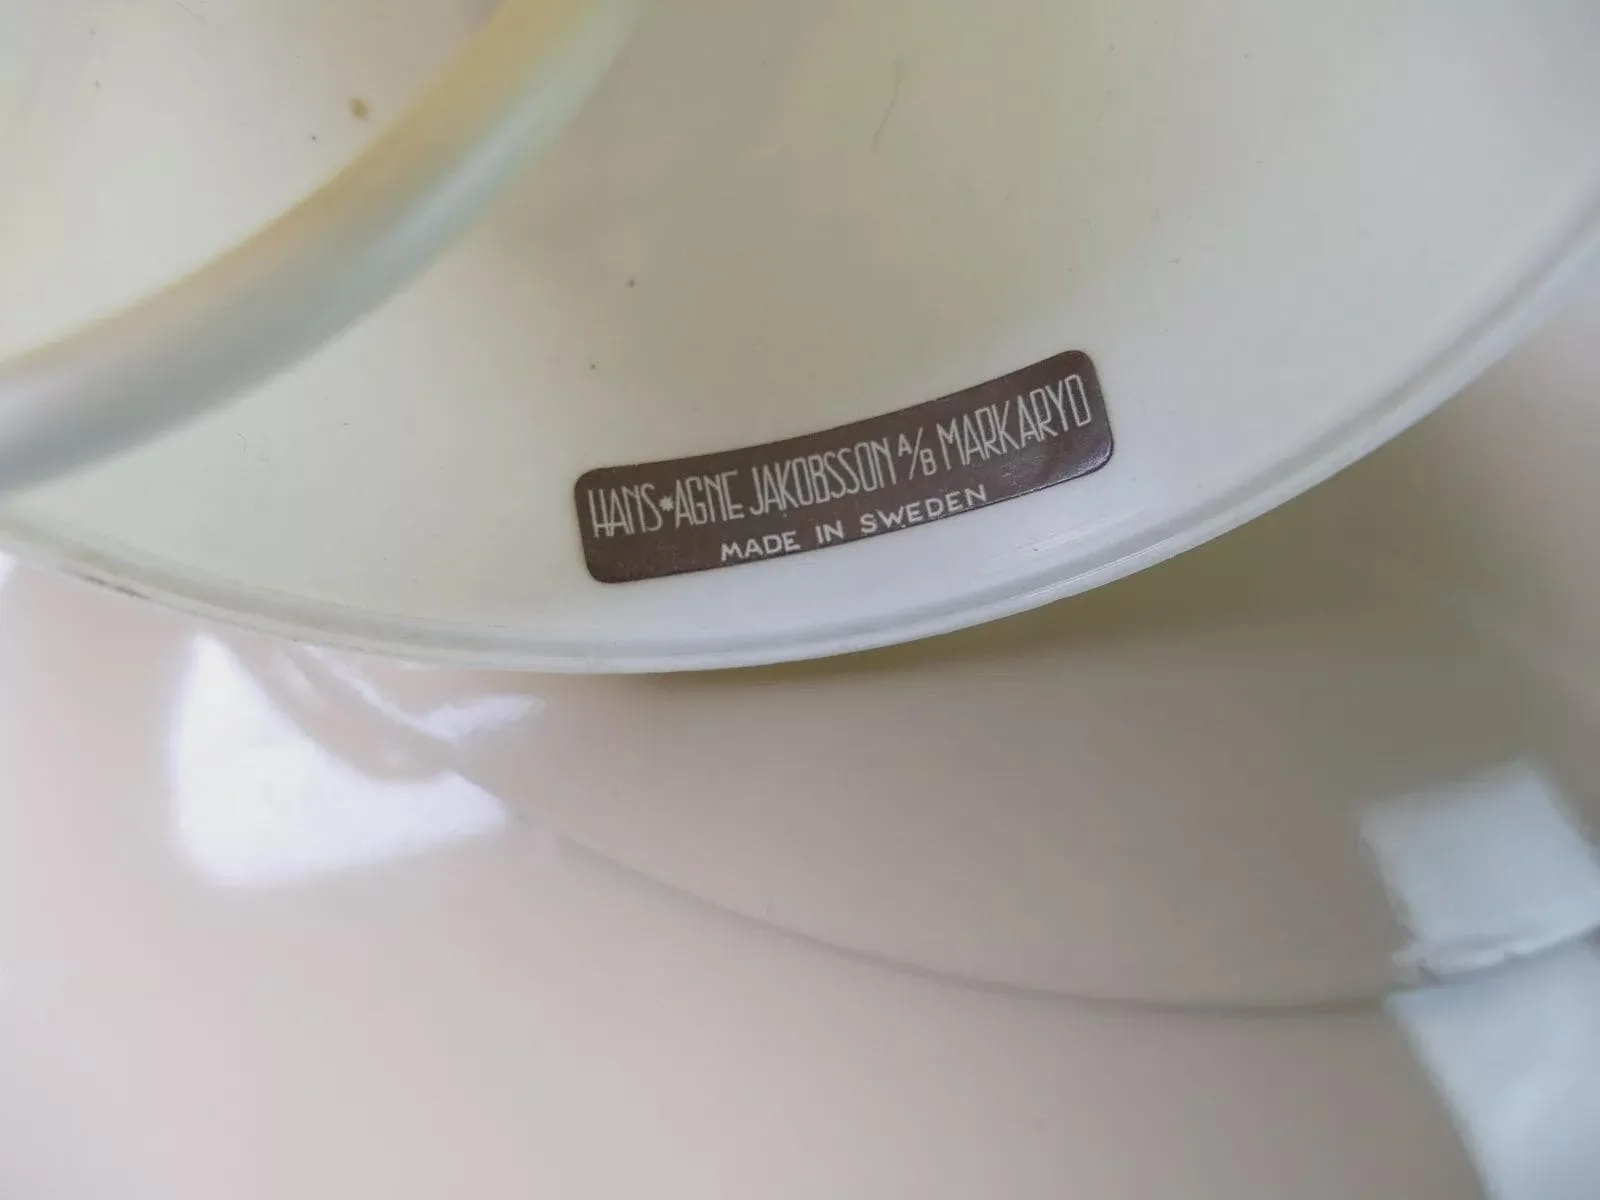 HANS*AGNE JAKOBSSON A/B MARKARYD
MADE IN SWEDEN